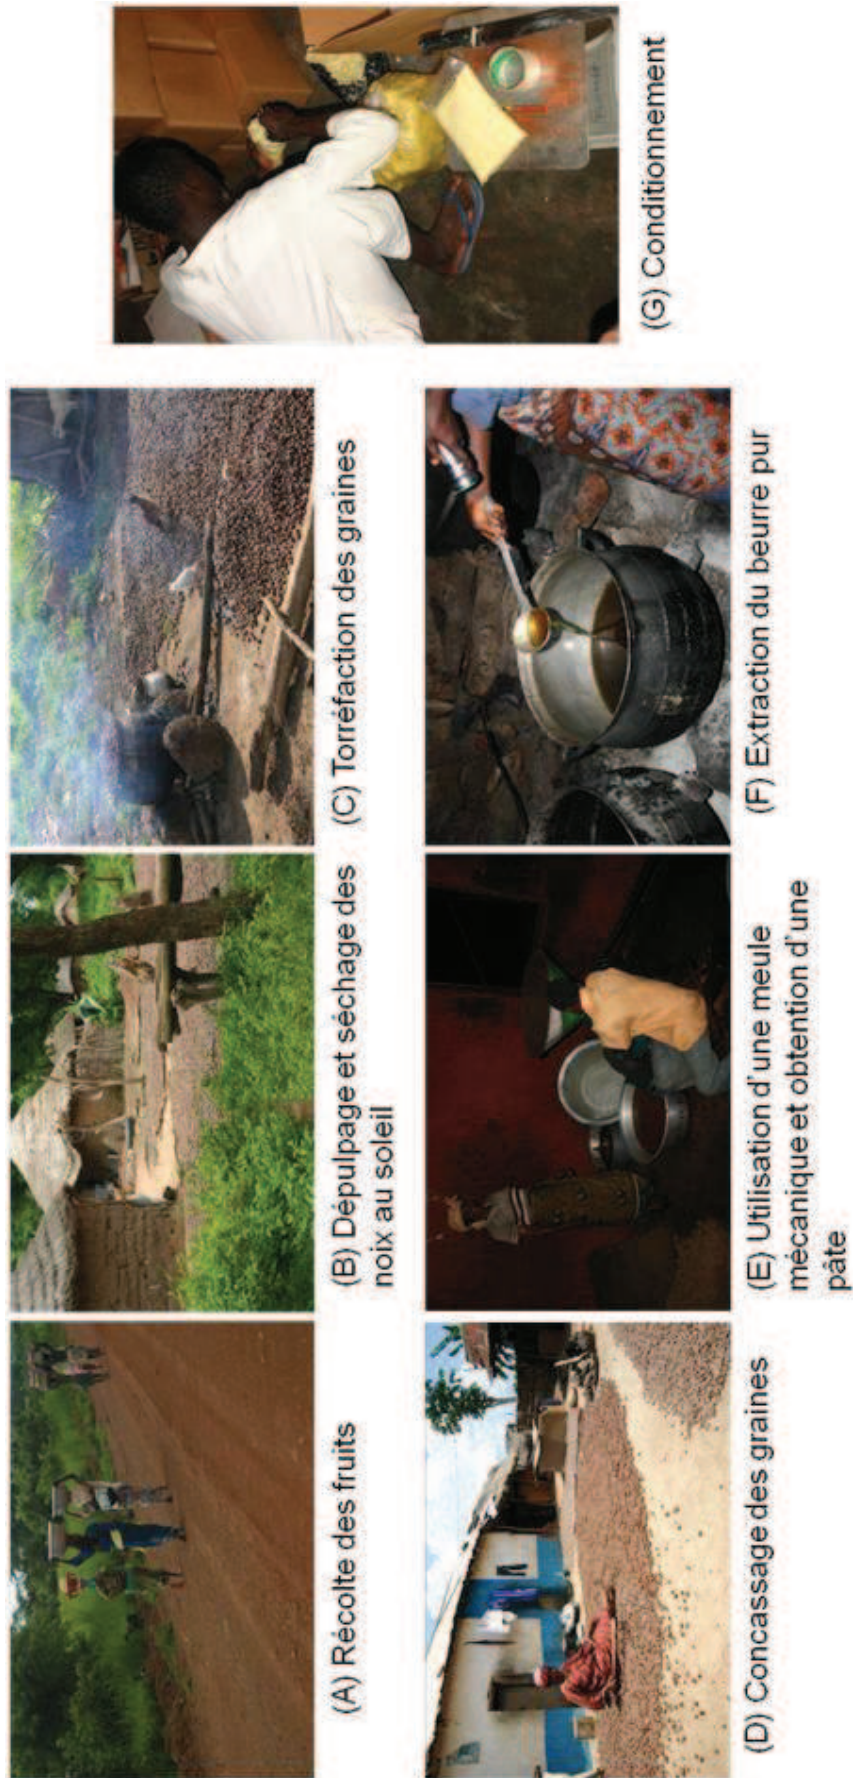 (A) Récolte des fruits
(B) Dépulpage et séchage des
noix au soleil
(C) Torréfaction des graines
(D) Concassage des graines
(E) Utilisation d'une meule
mécanique et obtention d'une
pâte
(F) Extraction du beurre pur
(G) Conditionnement